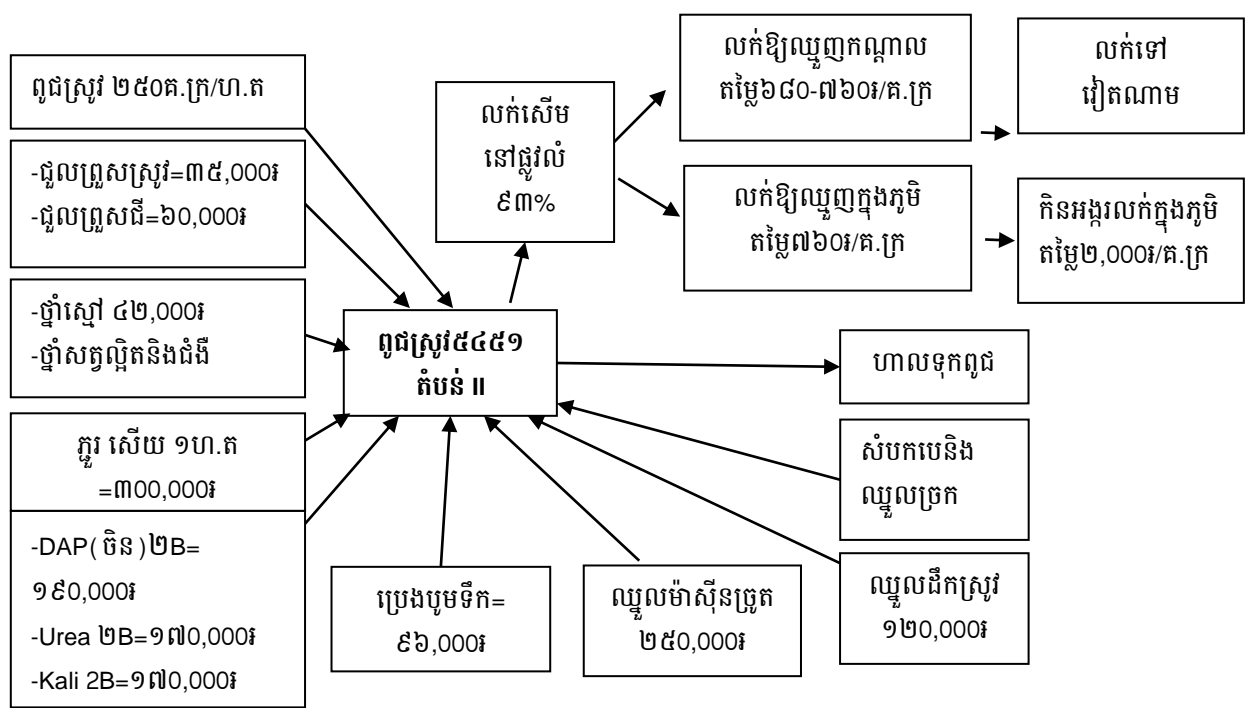 ពូជស្រូវ ២៥០គ.ក្រ/ហ.ត
-ជួលព្រួសស្រូវ=៣៥,០០០៛
-ជួលព្រួសជី=៦០,០០០៛
-ថ្នាំស្មៅ ៤២,០០០៛
-ថ្នាំសត្វល្អិតនិងជំងឺ
ភ្ជួរ សើយ ១ហ.ត
=៣០០,០០០៛
-DAP(ចិន)២B=
១៩០,០០០៛
-Urea ២B=១៧០,០០០៛
-Kali 2B=១៧០,០០០៛
លក់សើម
នៅផ្លូវលំ
៩៣%
ពូជស្រូវ៥៤៥១
តំបន់ II
លក់ឱ្យឈ្មួញកណ្តាល
តម្លៃ៦៨០-៧៦០៛/គ.ក្រ
លក់ទៅ
វៀតណាម
លក់ឱ្យឈ្មួញក្នុងភូមិ
តម្លៃ៧៦០៛/គ.ក្រ
កិនអង្ករលក់ក្នុងភូមិ
តម្លៃ២,០០០៛/គ.ក្រ
ហាលទុកពូជ
សំបកបេនិង
ឈ្នួលច្រក
ប្រេងបូមទឹក=
៩៦,០០០៛
ឈ្នួលម៉ាស៊ីនច្រូត
២៥០,០០០៛
ឈ្នួលដឹកស្រូវ
១២០,០០០៛